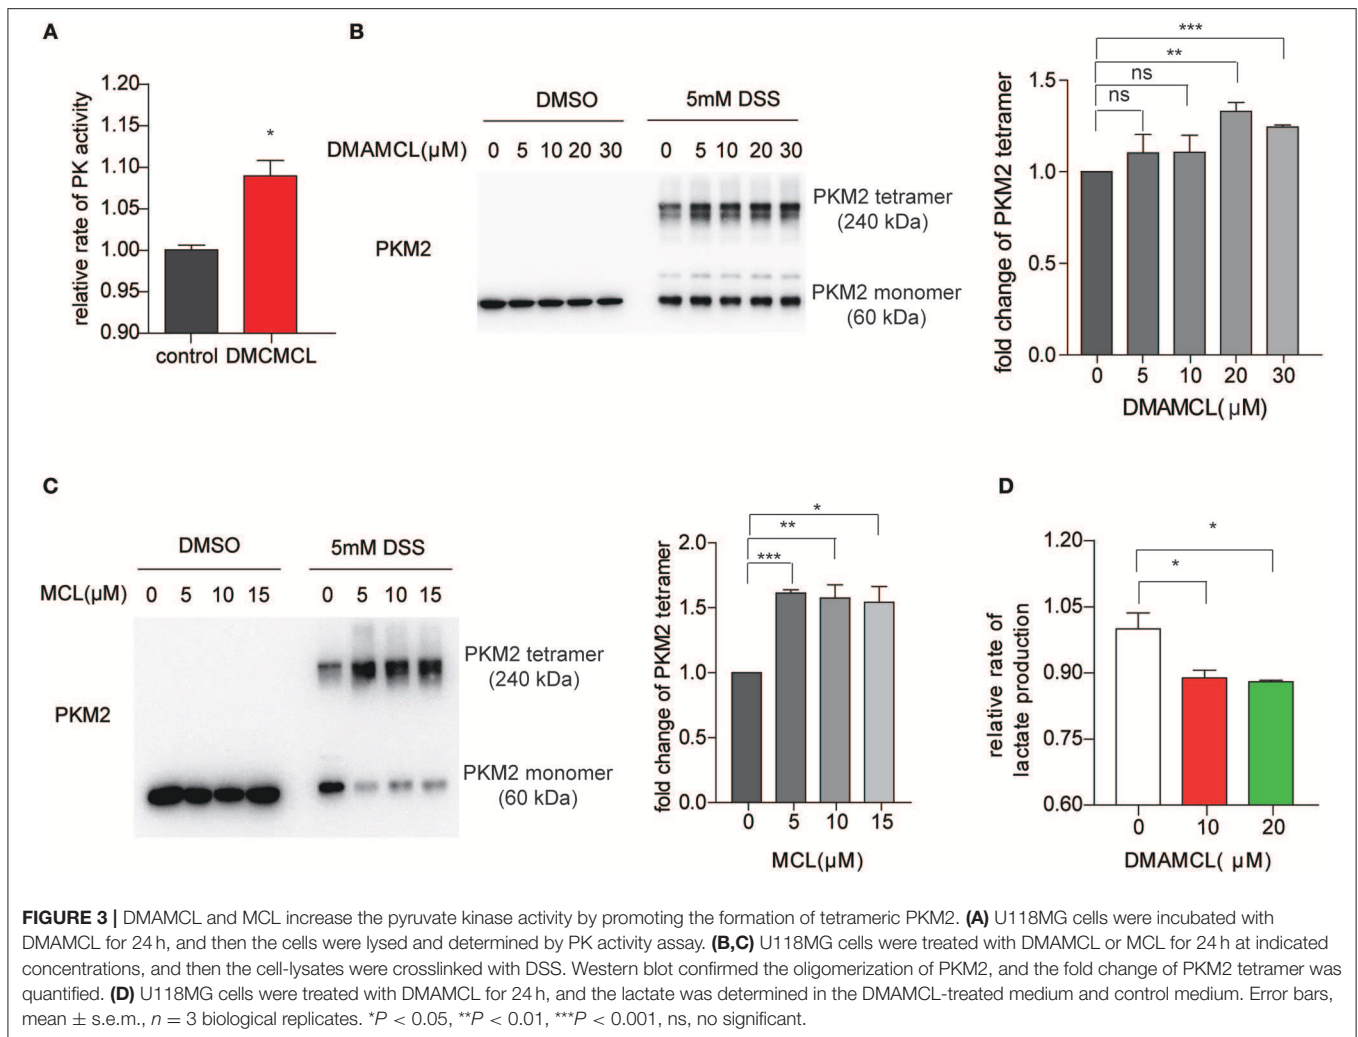 A
relative rate of PK activity
1.20
1.15
1.10
1.05
1.00
0.95
0.90
*
control DMCMCL
B
DMSO 5mM DSS
DMAMCL(μM) 0 5 10 20 30 0 5 10 20 30
PKM2
PKM2 tetramer
(240 kDa)
PKM2 monomer
(60 kDa)
fold change of PKM2 tetramer
1.5
1.0
0.5
0.0
***
**
ns
ns
0 5 10 20 30
DMAMCL( μM)
C
DMSO 5mM DSS
MCL(μM) 0 5 10 15 0 5 10 15
PKM2
PKM2 tetramer
(240 kDa)
PKM2 monomer
(60 kDa)
fold change of PKM2 tetramer
2.0
1.5
1.0
0.5
0.0
*
**
***
0 5 10 15
MCL(μM)
D
relative rate of
lactate production
1.20
1.05
0.90
0.75
0.60
*
*
0 10 20
DMAMCL( μM)
FIGURE 3 | DMAMCL and MCL increase the pyruvate kinase activity by promoting the formation of tetrameric PKM2. (A) U118MG cells were incubated with
DMAMCL for 24 h, and then the cells were lysed and determined by PK activity assay. (B,C) U118MG cells were treated with DMAMCL or MCL for 24 h at indicated
concentrations, and then the cell-lysates were crosslinked with DSS. Western blot confirmed the oligomerization of PKM2, and the fold change of PKM2 tetramer was
quantified. (D) U118MG cells were treated with DMAMCL for 24 h, and the lactate was determined in the DMAMCL-treated medium and control medium. Error bars,
mean ± s.e.m., n = 3 biological replicates. *P < 0.05, **P < 0.01, ***P < 0.001, ns, no significant.